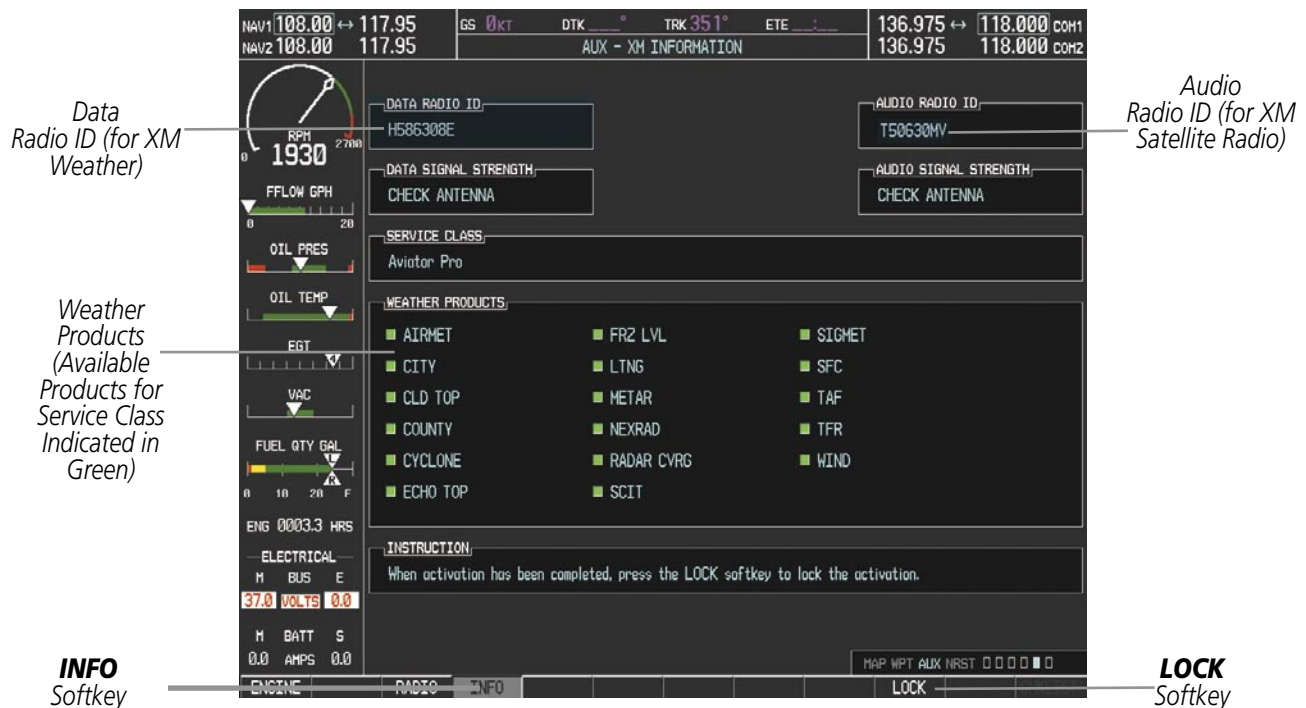 NAV1 108.00 ↔ 117.95
NAV2 108.00 117.95
GS 0KT DTK ___° TRK 351° ETE __:__
AUX - XM INFORMATION
136.975 ↔ 118.000 COM1
136.975 118.000 COM2
Data
Radio ID (for XM
Weather)
Audio
Radio ID (for XM
Satellite Radio)
RPM
0 1930 2700
FFLOW GPH
0 20
OIL PRES
OIL TEMP
EGT
VAC
FUEL QTY GAL
L
R
0 10 20 F
ENG 0003.3 HRS
ELECTRICAL
M BUS E
37.0 VOLTS 0.0
M BATT S
0.0 AMPS 0.0
DATA RADIO ID
H586308E
AUDIO RADIO ID
T50630MV
DATA SIGNAL STRENGTH
CHECK ANTENNA
AUDIO SIGNAL STRENGTH
CHECK ANTENNA
SERVICE CLASS
Aviator Pro
Weather
Products
(Available
Products for
Service Class
Indicated in
Green)
WEATHER PRODUCTS
AIRMET FRZ LVL SIGMET
CITY LTNG SFC
CLD TOP METAR TAF
COUNTY NEXRAD TFR
CYCLONE RADAR CVRG WIND
ECHO TOP SCIT
INSTRUCTION
When activation has been completed, press the LOCK softkey to lock the activation.
MAP WPT AUX NRST
INFO
Softkey
ENGINE RADIO INFO LOCK
LOCK
Softkey